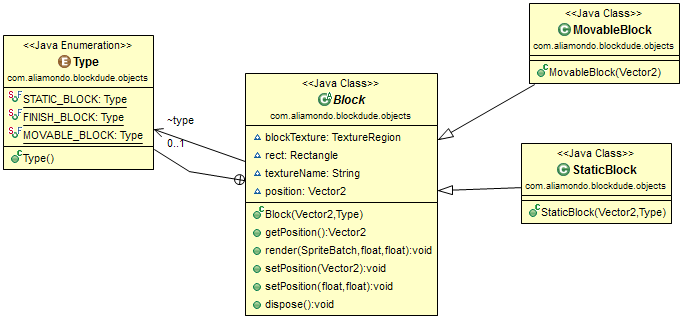 <<Java Enumeration>>
E Type
com.aliamondo.blockdude.objects
S F STATIC_BLOCK: Type
S F FINISH_BLOCK: Type
S F MOVABLE_BLOCK: Type
C Type()
~type
0..1
<<Java Class>>
C A Block
com.aliamondo.blockdude.objects
blockTexture: TextureRegion
rect: Rectangle
textureName: String
position: Vector2
C Block(Vector2,Type)
getPosition():Vector2
render(SpriteBatch,float,float):void
setPosition(Vector2):void
setPosition(float,float):void
dispose():void
<<Java Class>>
C MovableBlock
com.aliamondo.blockdude.objects
C MovableBlock(Vector2)
<<Java Class>>
C StaticBlock
com.aliamondo.blockdude.objects
C StaticBlock(Vector2,Type)